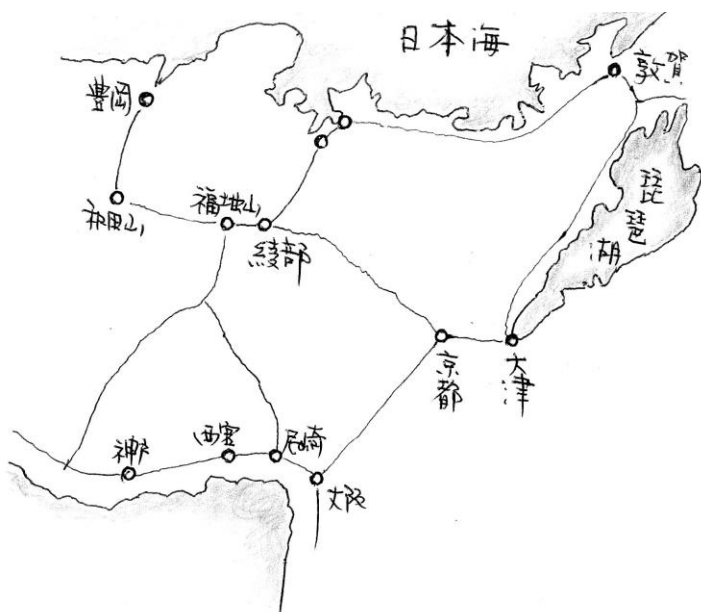 日本海
敦賀
豊岡
琵琶湖
和田山
福地山
綾部
京都
大津
神戸
西宮
尼崎
大阪